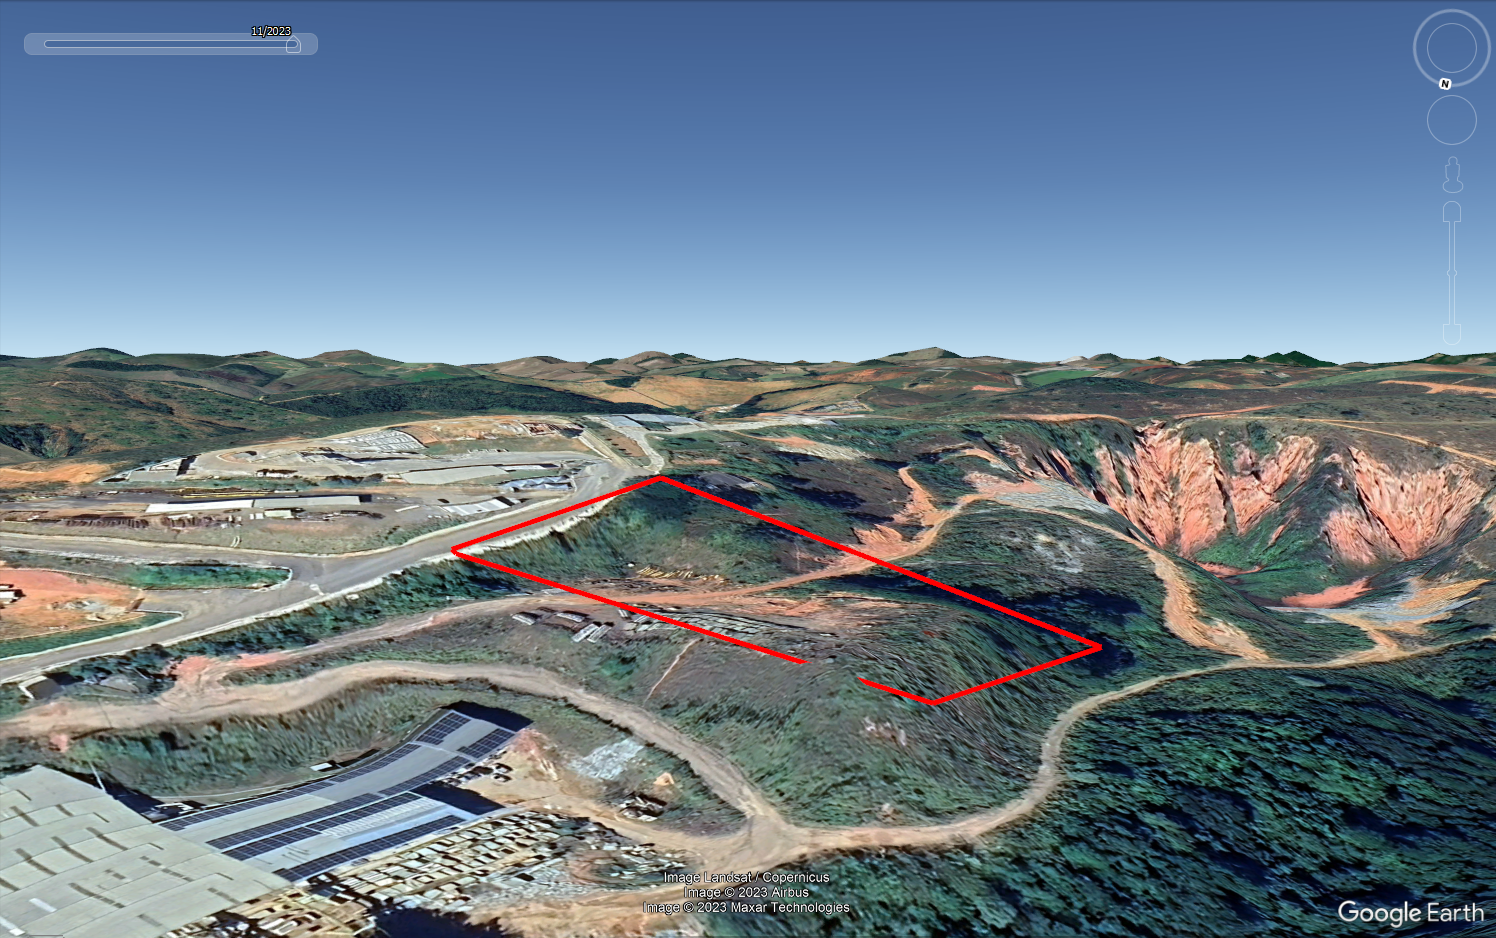 11/2023
N
Image Landsat / Copernicus
Image © 2023 Airbus
Image © 2023 Maxar Technologies
Google Earth